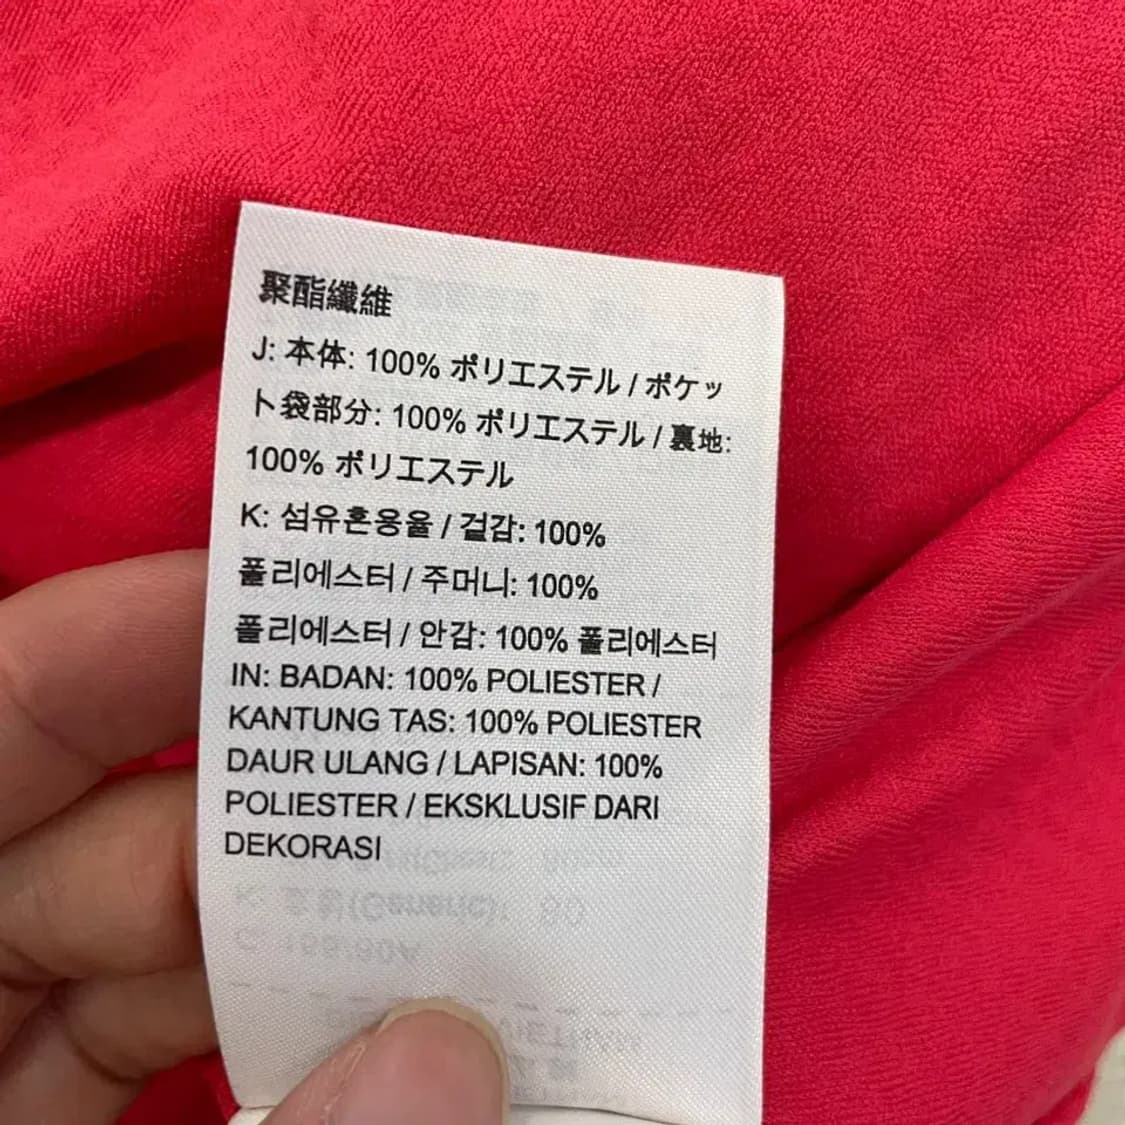 聚酯纖維
J: 本体: 100% ポリエステル / ポケッ
ト袋部分: 100% ポリエステル / 裏地:
100% ポリエステル
K: 섬유혼용율 / 겉감: 100%
폴리에스터 / 주머니: 100%
폴리에스터 / 안감: 100% 폴리에스터
IN: BADAN: 100% POLIESTER /
KANTUNG TAS: 100% POLIESTER
DAUR ULANG / LAPISAN: 100%
POLIESTER / EKSKLUSIF DARI
DEKORASI